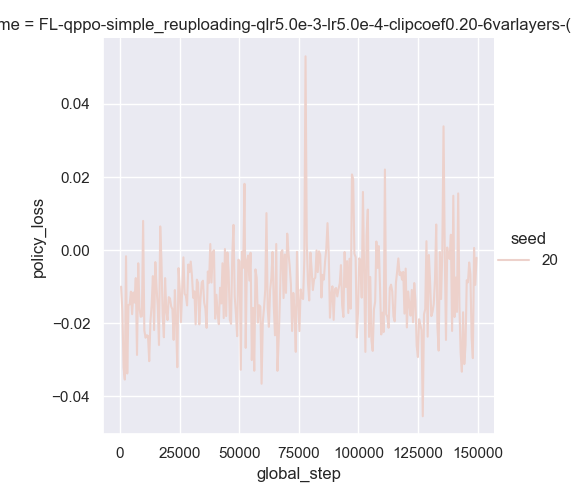 me = FL-qppo-simple_reuploading-qlr5.0e-3-lr5.0e-4-clipcoef0.20-6varlayers-(
0.04
0.02
0.00
−0.02
−0.04
policy_loss
0 25000 50000 75000 100000 125000 150000
global_step
seed
20